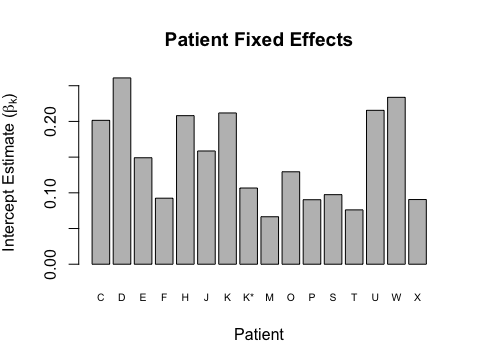 Patient Fixed Effects
Intercept Estimate (βk)
0.20
0.10
0.00
C D E F H J K K* M O P S T U W X
Patient